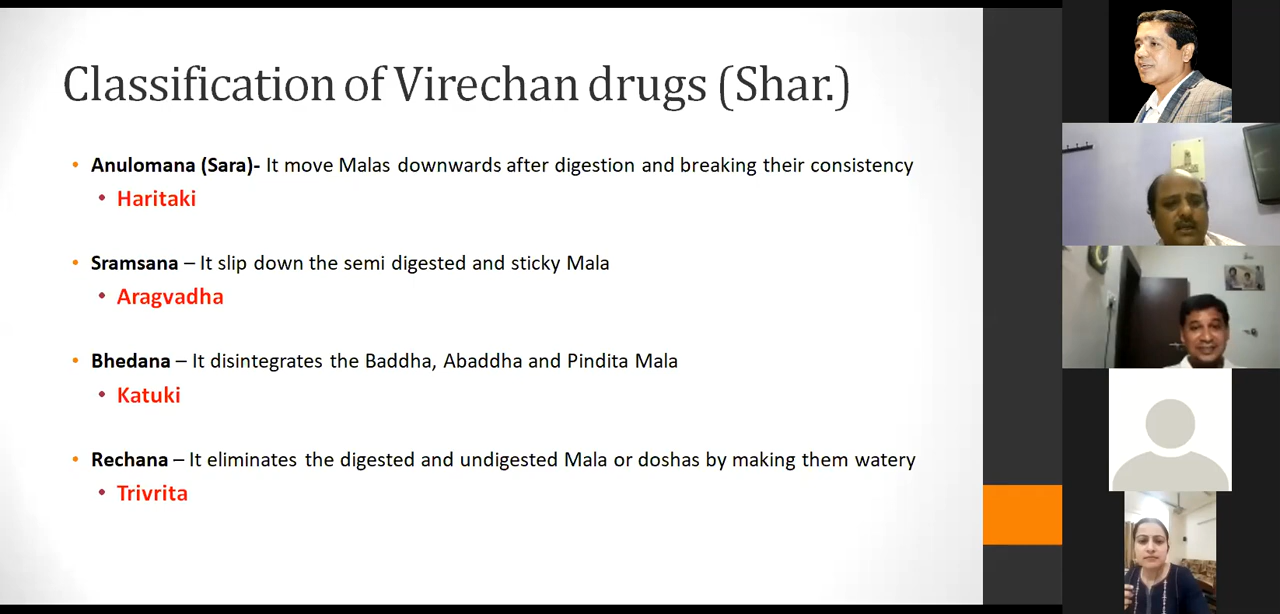 Classification of Virechan drugs (Shar.)
• Anulomana (Sara)- It move Malas downwards after digestion and breaking their consistency
• Haritaki
• Sramsana – It slip down the semi digested and sticky Mala
• Aragvadha
• Bhedana – It disintegrates the Baddha, Abaddha and Pindita Mala
• Katuki
• Rechana – It eliminates the digested and undigested Mala or doshas by making them watery
• Trivrita